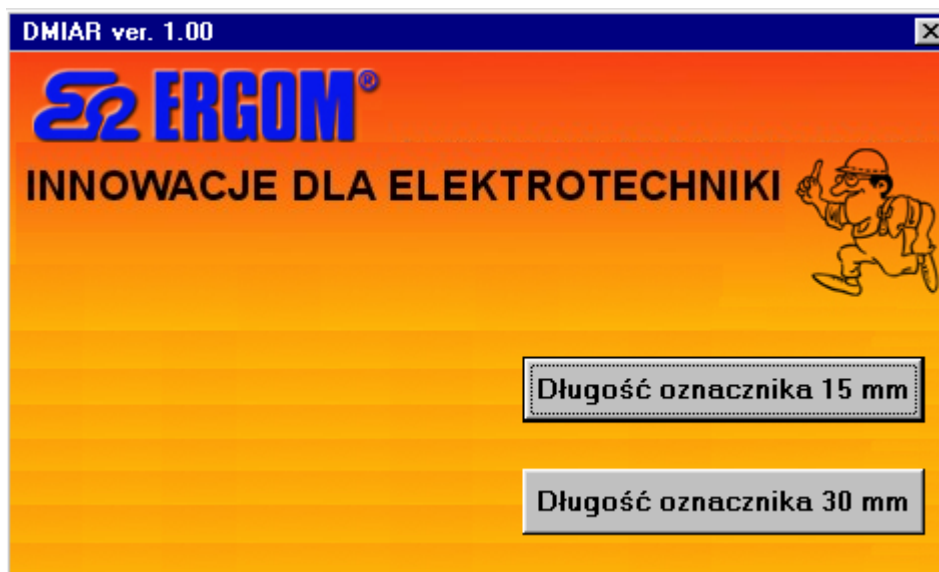 DMIAR ver. 1.00
ERGOM®
INNOWACJE DLA ELEKTROTECHNIKI
Długość oznacznika 15 mm
Długość oznacznika 30 mm